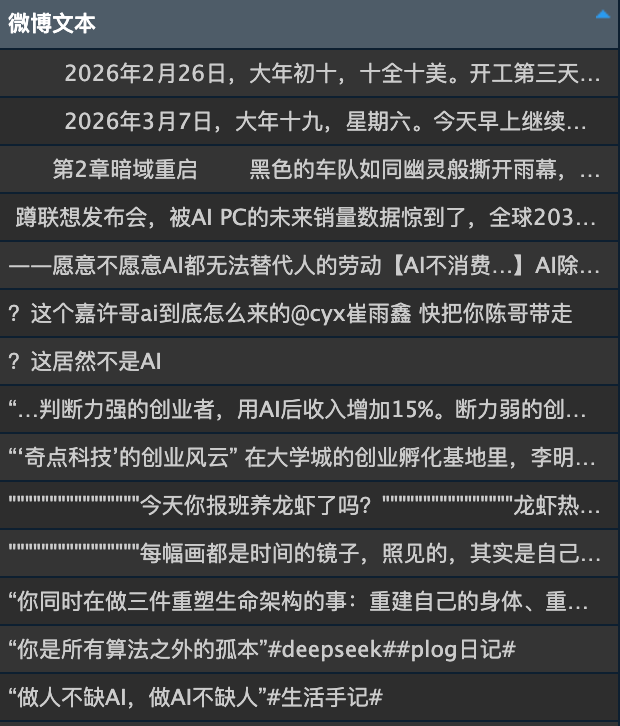 微博文本
2026年2月26日，大年初十，十全十美。开工第三天...
2026年3月7日，大年十九，星期六。今天早上继续...
第2章暗域重启 黑色的车队如同幽灵般撕开雨幕，...
蹲联想发布会，被AI PC的未来销量数据惊到了，全球203...
——愿意不愿意AI都无法替代人的劳动【AI不消费...】AI除...
？这个嘉许哥ai到底怎么来的@cyx崔雨鑫 快把你陈哥带走
？这居然不是AI
“...判断力强的创业者，用AI后收入增加15%。断力弱的创...
“‘奇点科技’的创业风云” 在大学城的创业孵化基地里，李明...
"""""""""""""""""今天你报班养龙虾了吗？"""""""""""""""""龙虾热...
"""""""""""""""""每幅画都是时间的镜子，照见的，其实是自己...
“你同时在做三件重塑生命架构的事：重建自己的身体、重...
“你是所有算法之外的孤本”#deepseek##plog日记#
“做人不缺AI，做AI不缺人”#生活手记#